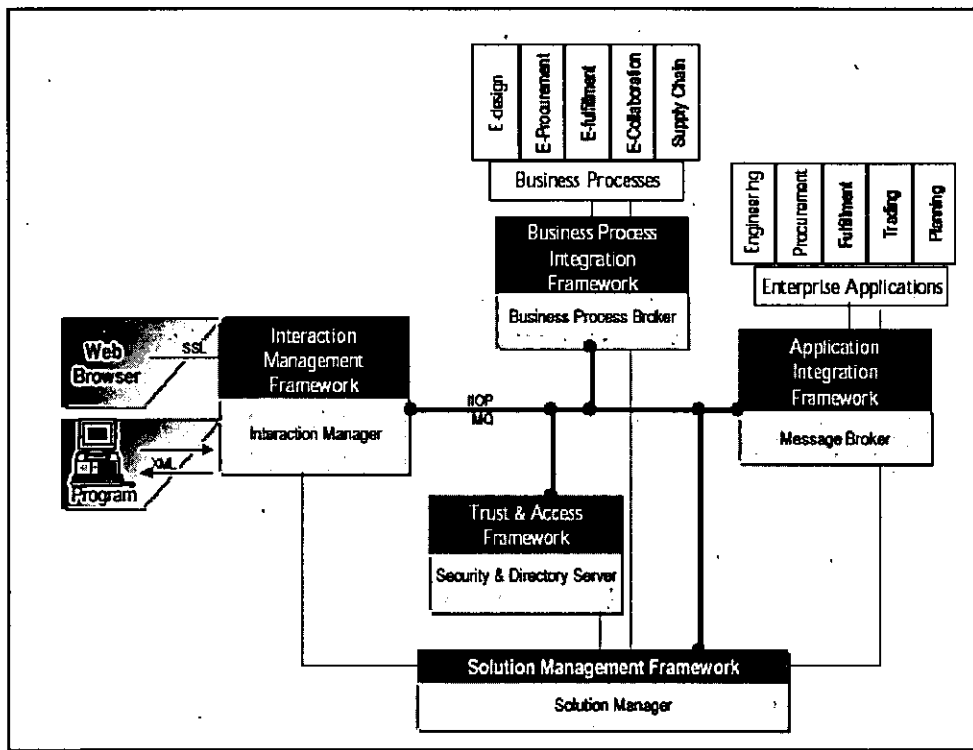 E-design
E-Procurement
E-fulfillment
E-Collaboration
Supply Chain
Business Processes
Engineering
Procurement
Fulfillment
Trading
Planning
Enterprise Applications
Business Process
Integration
Framework
Business Process Broker
Web
Browser
SSL
Interaction
Management
Framework
Interaction Manager
Application
Integration
Framework
Message Broker
IIOP
MQ
XML
Program
Trust & Access
Framework
Security & Directory Server
Solution Management Framework
Solution Manager